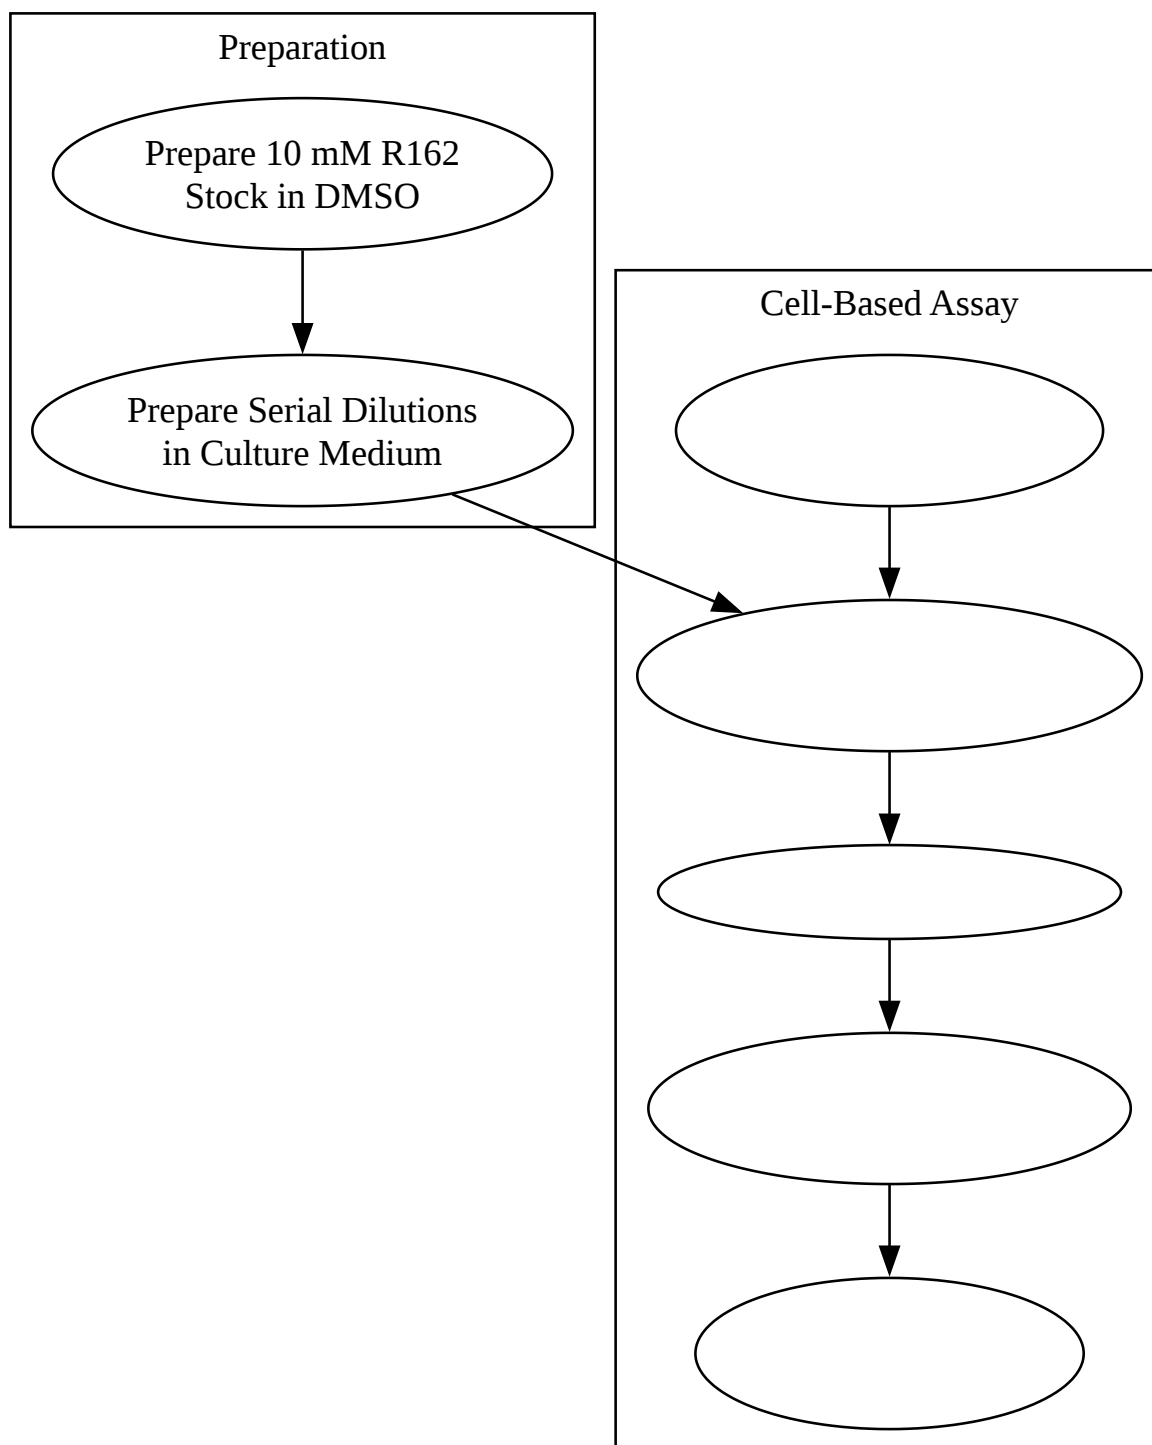 Preparation
Prepare 10 mM R162
Stock in DMSO
Prepare Serial Dilutions
in Culture Medium
Cell-Based Assay